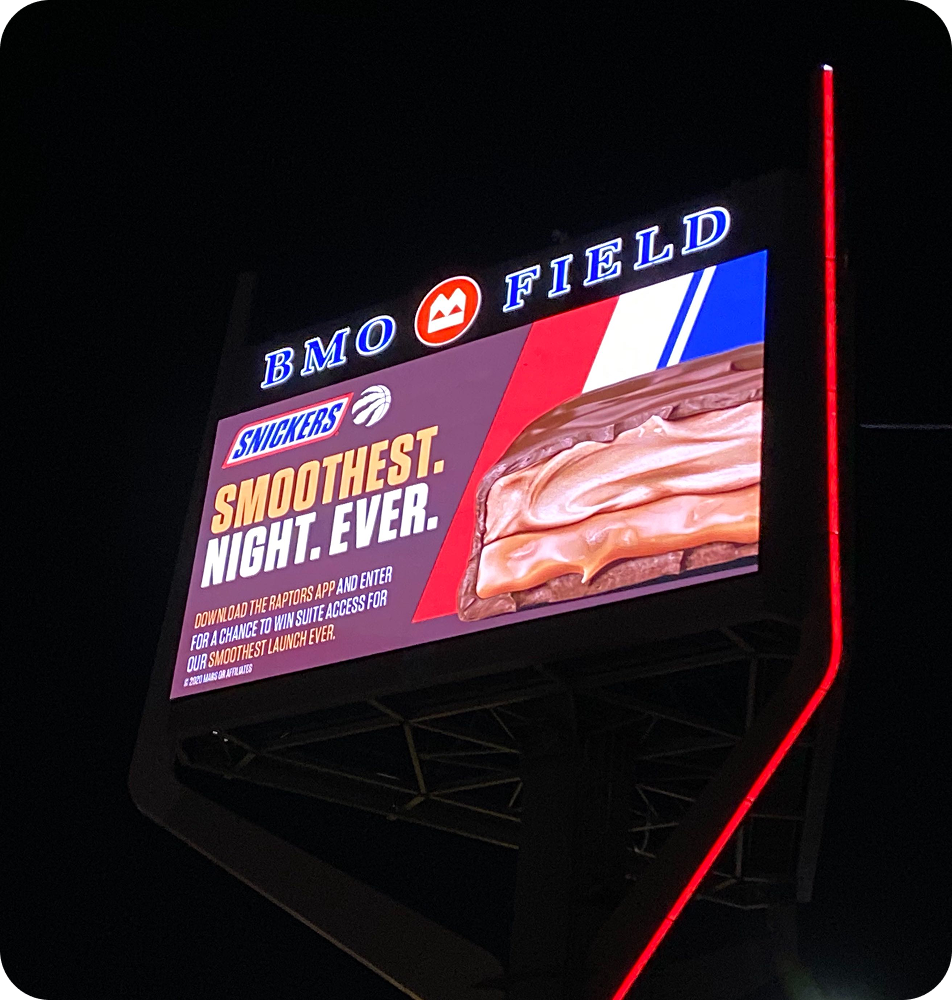 BMO FIELD
SNICKERS
SMOOTHEST.
NIGHT. EVER.
DOWNLOAD THE RAPTORS APP AND ENTER
FOR A CHANCE TO WIN SUITE ACCESS FOR
OUR SMOOTHEST LAUNCH EVER.
© 2020 MARS OR AFFILIATES